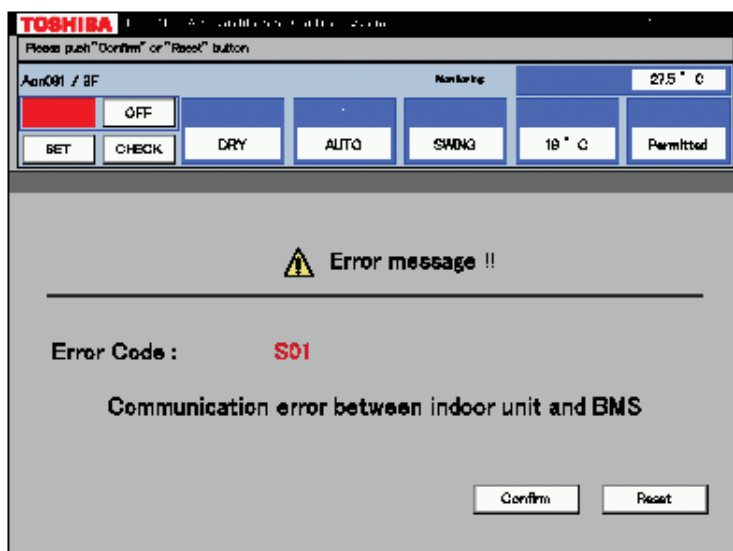 TOSHIBA
Please push "Confirm" or "Reset" button
Monitoring 27.5 ° C
OFF
SET CHECK DRY AUTO SWING 19 ° C Permitted
Error message !!
Error Code : S01
Communication error between indoor unit and BMS
Confirm Reset